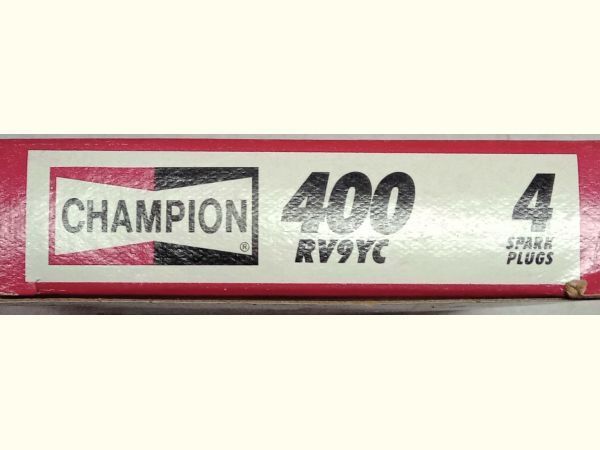 CHAMPION
®
400
RV9YC
4
SPARK
PLUGS